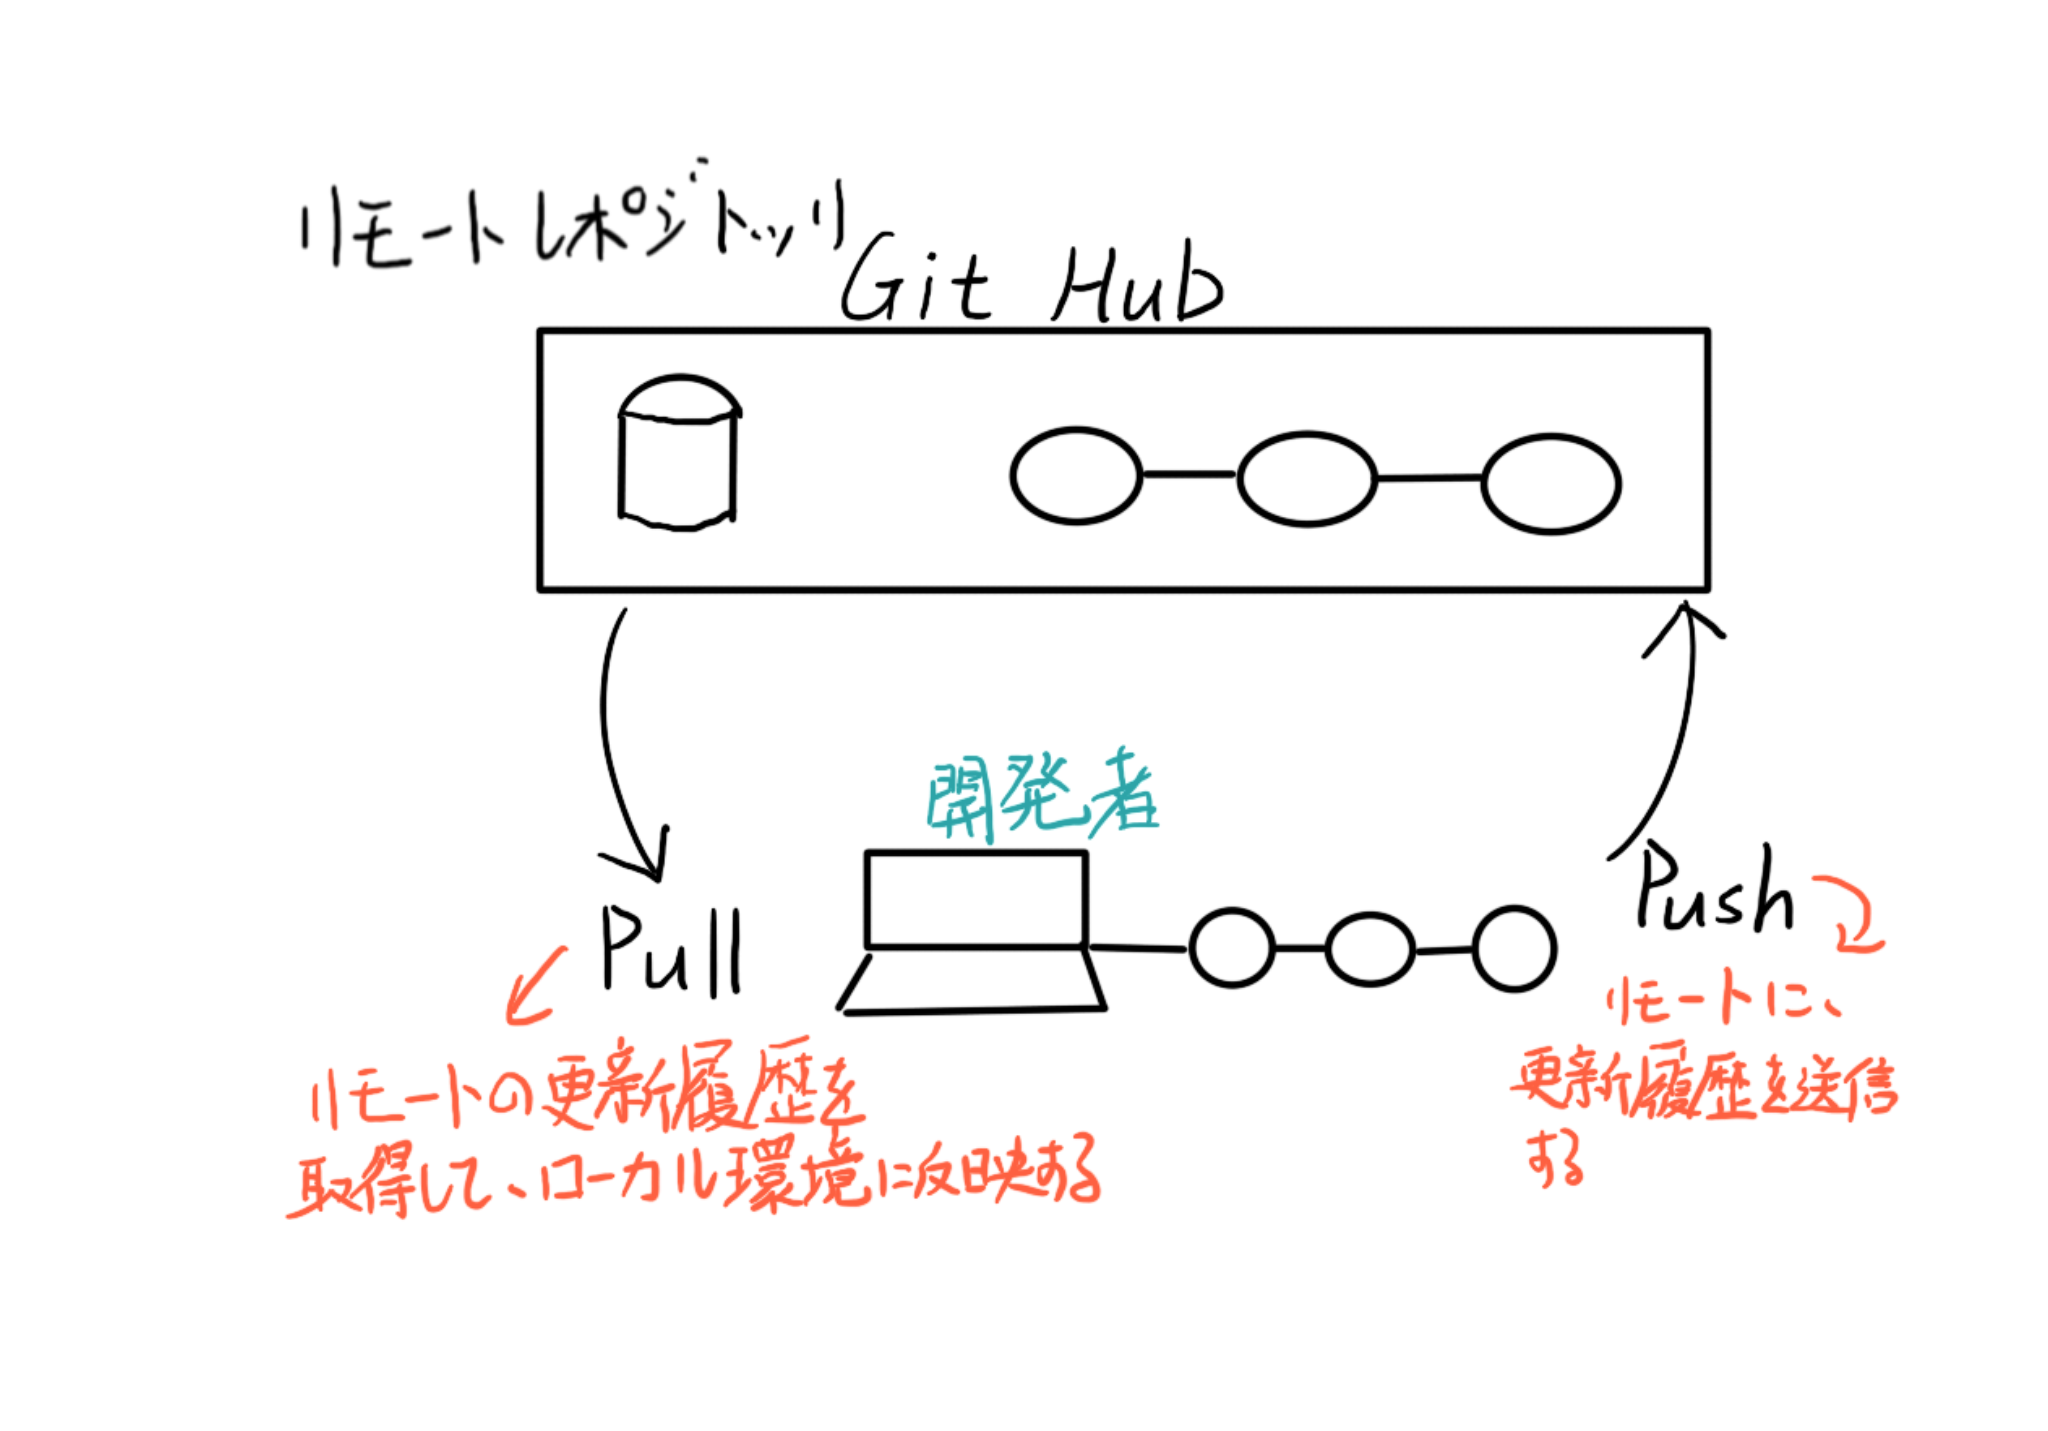 リモートレポジトッリ
Git Hub
開発者
Pull
Push
リモートの更新履歴を
取得して、ローカル環境に反映する
リモートに、
更新履歴を送信
する